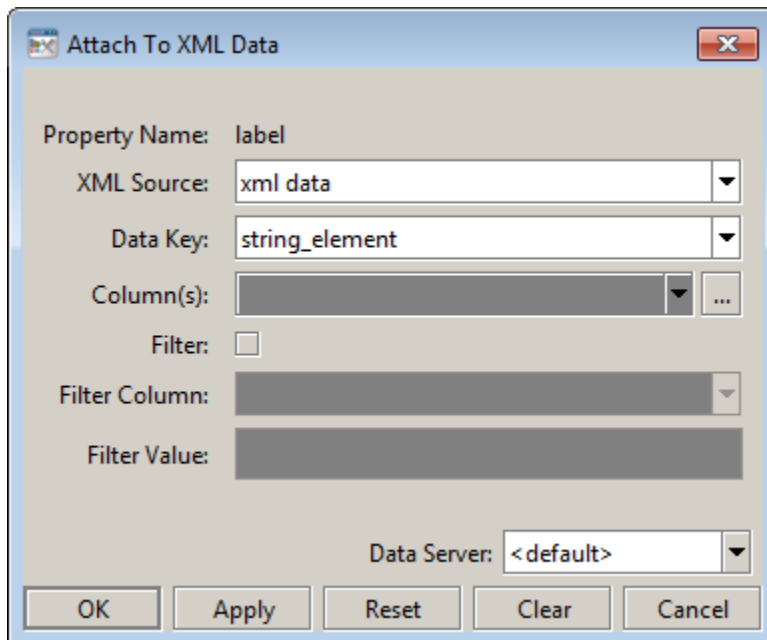 Attach To XML Data
Property Name: label
XML Source: xml data
Data Key: string_element
Column(s): ...
Filter:
Filter Column:
Filter Value:
Data Server: <default>
OK Apply Reset Clear Cancel